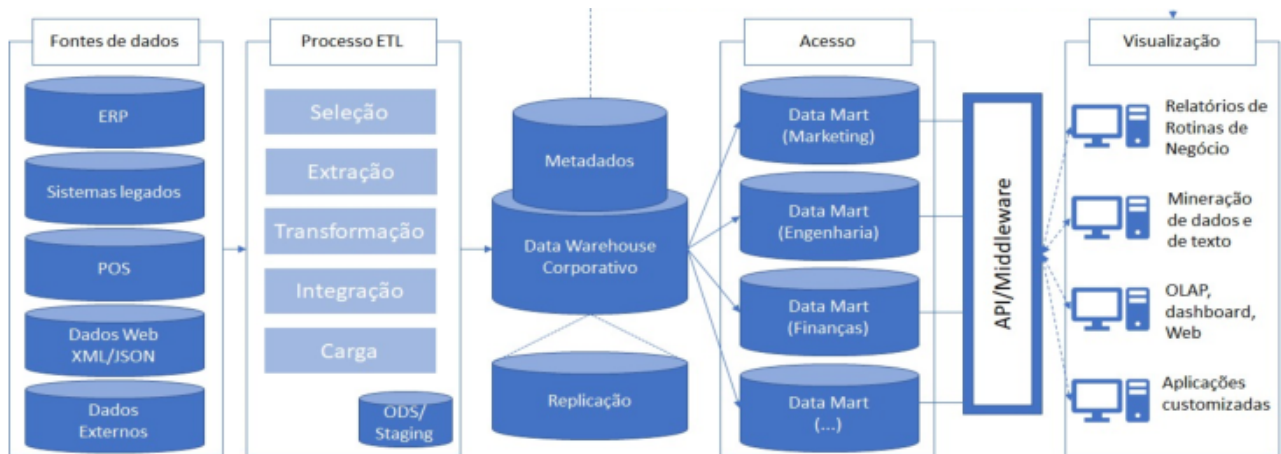 Fontes de dados
ERP
Sistemas legados
POS
Dados Web
XML/JSON
Dados
Externos
Processo ETL
Seleção
Extração
Transformação
Integração
Carga
ODS/
Staging
Metadados
Data Warehouse
Corporativo
Replicação
Acesso
Data Mart
(Marketing)
Data Mart
(Engenharia)
Data Mart
(Finanças)
Data Mart
(...)
API/Middleware
Visualização
Relatórios de
Rotinas de
Negócio
Mineração
de dados e
de texto
OLAP,
dashboard,
Web
Aplicações
customizadas